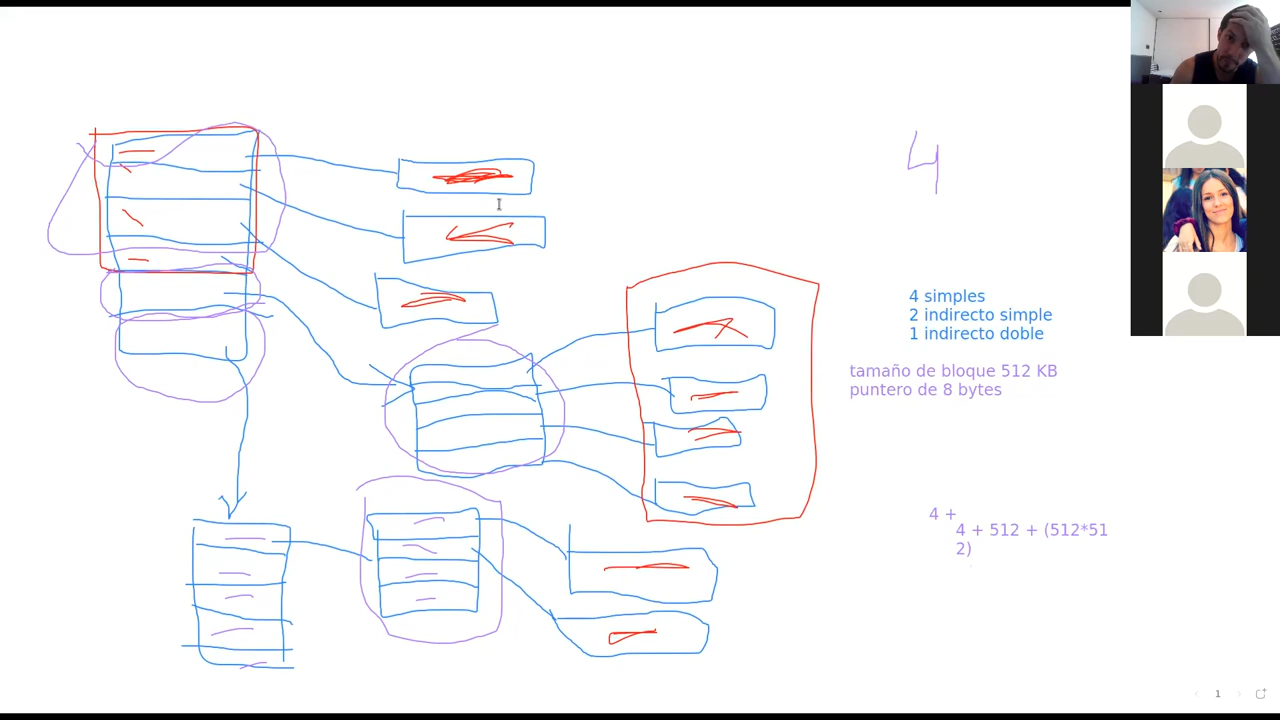 4
4 simples
2 indirecto simple
1 indirecto doble
tamaño de bloque 512 KB
puntero de 8 bytes
4 +
4 + 512 + (512*51
2)
1